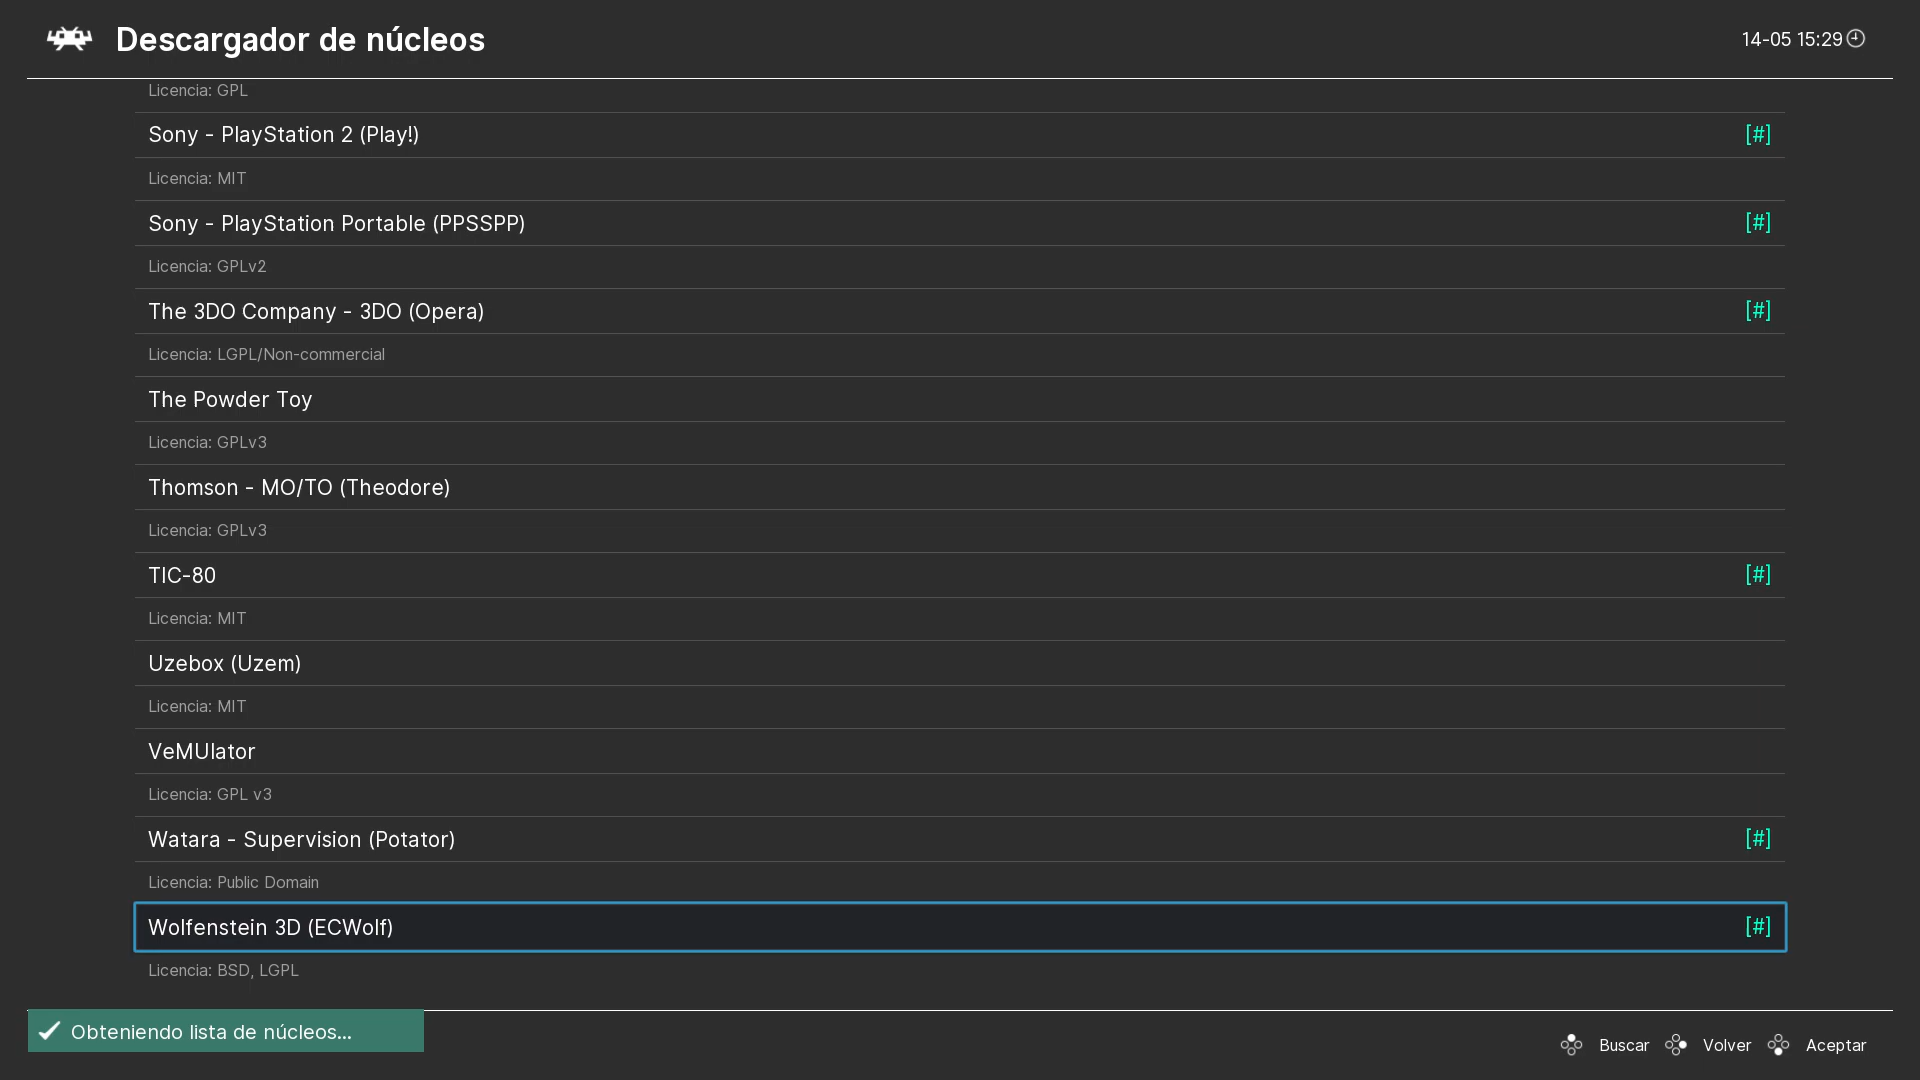 Descargador de núcleos
14-05 15:29
Licencia: GPL
Sony - PlayStation 2 (Play!) [#]
Licencia: MIT
Sony - PlayStation Portable (PPSSPP) [#]
Licencia: GPLv2
The 3DO Company - 3DO (Opera) [#]
Licencia: LGPL/Non-commercial
The Powder Toy
Licencia: GPLv3
Thomson - MO/TO (Theodore)
Licencia: GPLv3
TIC-80 [#]
Licencia: MIT
Uzebox (Uzem)
Licencia: MIT
VeMUlator
Licencia: GPL v3
Watara - Supervision (Potator) [#]
Licencia: Public Domain
Wolfenstein 3D (ECWolf) [#]
Licencia: BSD, LGPL
Obteniendo lista de núcleos...
Buscar Volver Aceptar